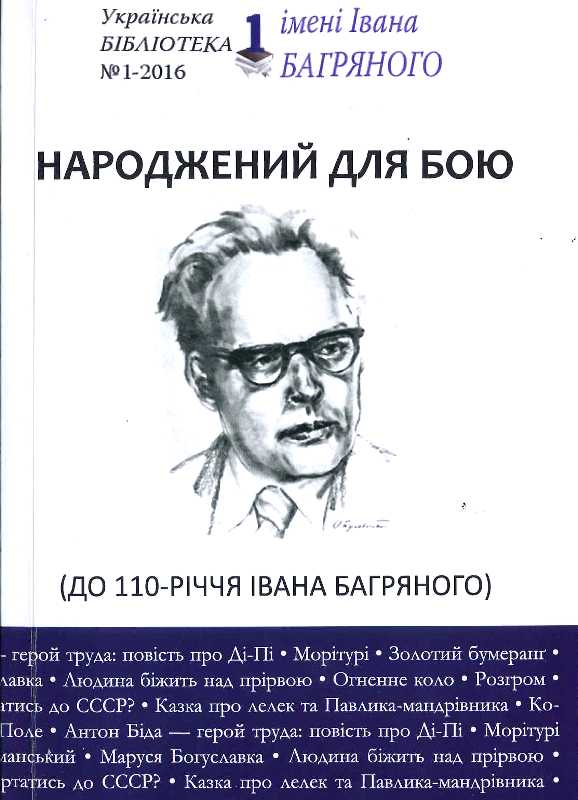 Українська
БІБЛІОТЕКА
№1-2016
1
імені Івана
БАГРЯНОГО
НАРОДЖЕНИЙ ДЛЯ БОЮ
(ДО 110-РІЧЧЯ ІВАНА БАГРЯНОГО)
- герой труда: повість про Ді-Пі • Морітурі • Золотий бумеранг •
лавка • Людина біжить над прірвою • Огненне коло • Розгром •
атись до СССР? • Казка про лелек та Павлика-мандрівника • Ко-
Поле • Антон Біда — герой труда: повість про Ді-Пі • Морітурі
манський • Маруся Богуславка • Людина біжить над прірвою •
ртатись до СССР? • Казка про лелек та Павлика-мандрівника •